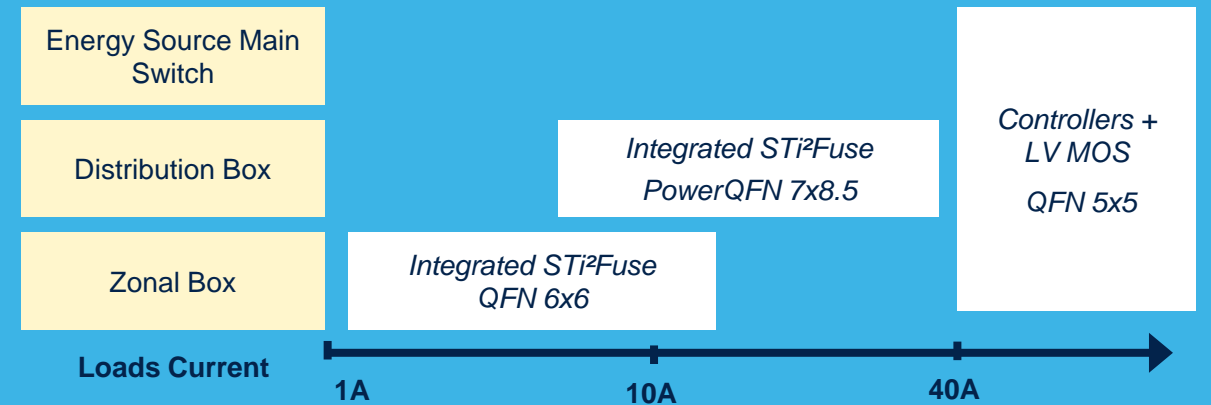 Energy Source Main
Switch
Controllers +
LV MOS
QFN 5x5
Distribution Box
Integrated STi²Fuse
PowerQFN 7x8.5
Zonal Box
Integrated STi²Fuse
QFN 6x6
Loads Current
1A
10A
40A